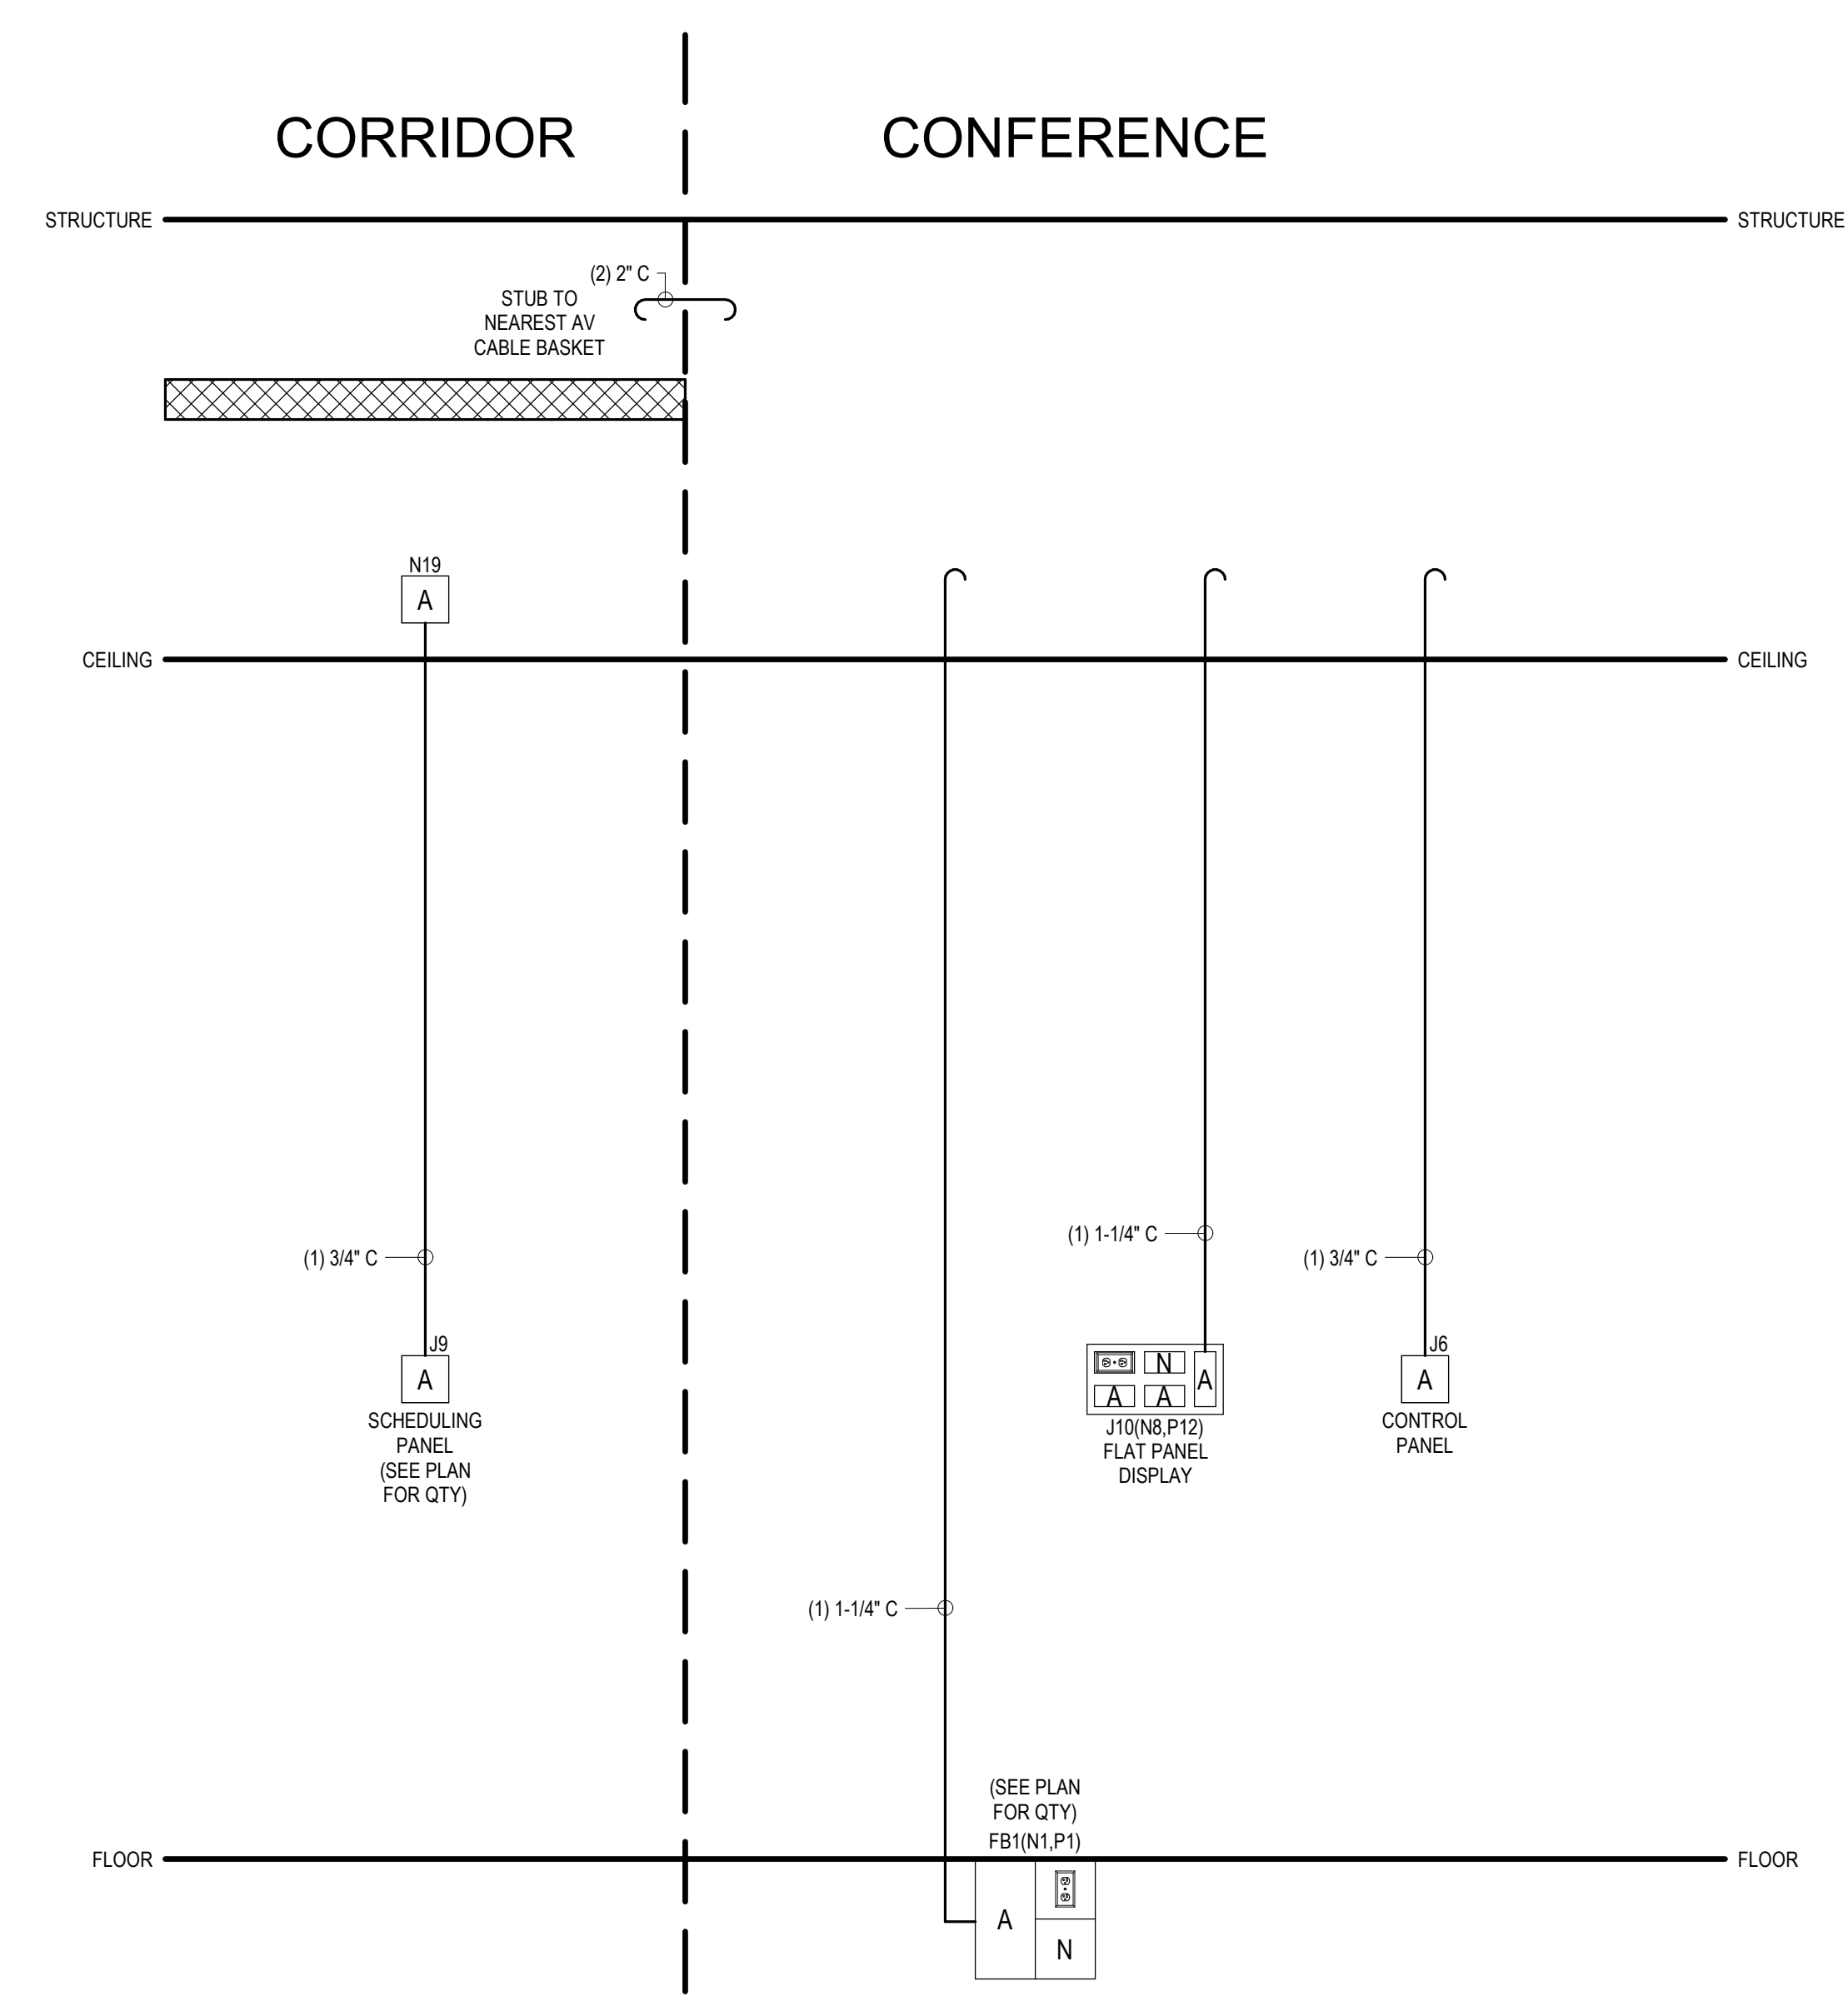 CORRIDOR
CONFERENCE
STRUCTURE
STRUCTURE
(2) 2" C
STUB TO
NEAREST AV
CABLE BASKET
N19
A
CEILING
CEILING
(1) 3/4" C
(1) 1-1/4" C
(1) 3/4" C
J9
A
SCHEDULING
PANEL
(SEE PLAN
FOR QTY)
N
A
A
A
J10(N8,P12)
FLAT PANEL
DISPLAY
J6
A
CONTROL
PANEL
(1) 1-1/4" C
(SEE PLAN
FOR QTY)
FB1(N1,P1)
FLOOR
FLOOR
A
N